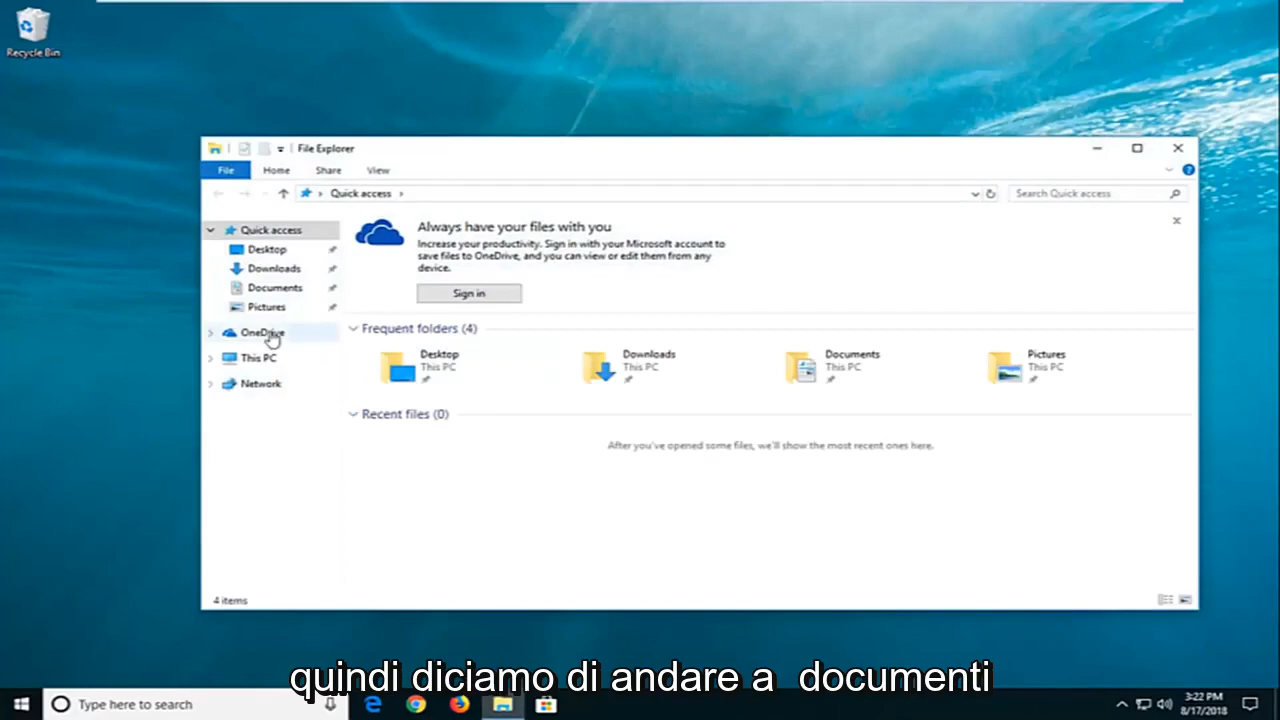 Recycle Bin
File Explorer
File Home Share View
Quick access
Search Quick access
Quick access
Desktop
Downloads
Documents
Pictures
OneDrive
This PC
Network
Always have your files with you
Increase your productivity. Sign in with your Microsoft account to
save files to OneDrive, and you can view or edit them from any
device.
Sign in
Frequent folders (4)
Desktop
This PC
Downloads
This PC
Documents
This PC
Pictures
This PC
Recent files (0)
After you've opened some files, we'll show the most recent ones here.
4 items
quindi diciamo di andare a documenti
Type here to search
3:22 PM
8/17/2018